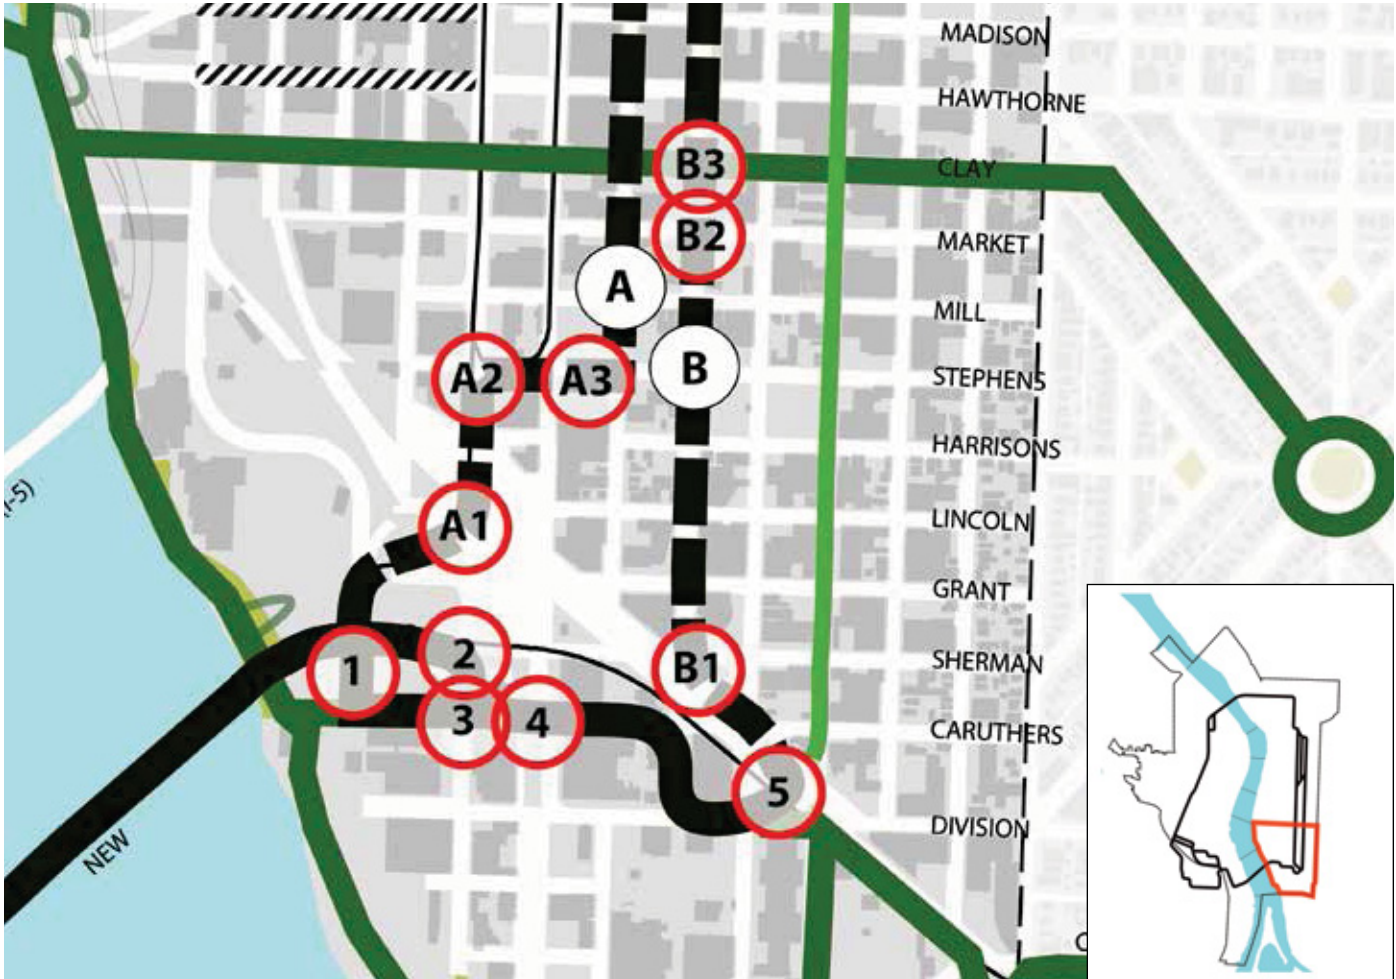 MADISON
HAWTHORNE
B3
CLAY
B2
MARKET
A
MILL
B
A2
A3
STEPHENS
HARRISONS
(I-5)
A1
LINCOLN
GRANT
2
1
B1
SHERMAN
3
4
CARUTHERS
5
DIVISION
NEW